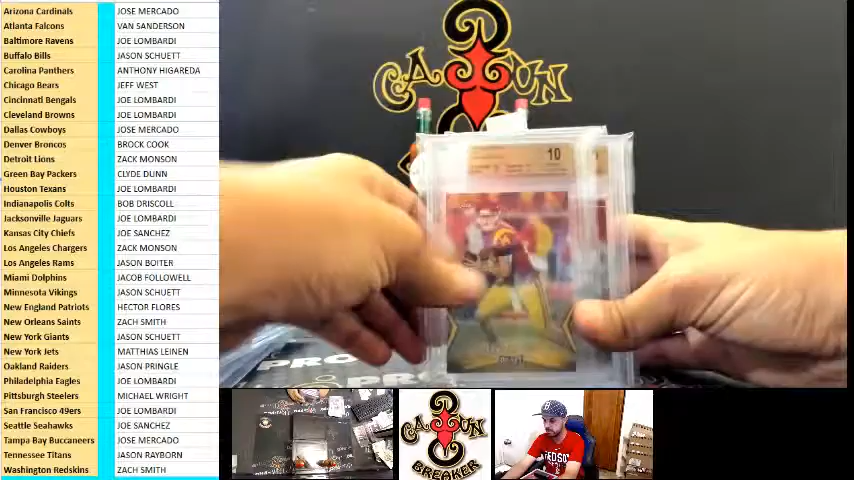 Arizona Cardinals JOSE MERCADO
Atlanta Falcons VAN SANDERSON
Baltimore Ravens JOE LOMBARDI
Buffalo Bills JASON SCHUETT
Carolina Panthers ANTHONY HIGAREDA
Chicago Bears JEFF WEST
Cincinnati Bengals JOE LOMBARDI
Cleveland Browns JOE LOMBARDI
Dallas Cowboys JOSE MERCADO
Denver Broncos BROCK COOK
Detroit Lions ZACK MONSON
Green Bay Packers CLYDE DUNN
Houston Texans JOE LOMBARDI
Indianapolis Colts BOB DRISCOLL
Jacksonville Jaguars JOE LOMBARDI
Kansas City Chiefs JOE SANCHEZ
Los Angeles Chargers ZACK MONSON
Los Angeles Rams JASON BOITER
Miami Dolphins JACOB FOLLOWELL
Minnesota Vikings JASON SCHUETT
New England Patriots HECTOR FLORES
New Orleans Saints ZACH SMITH
New York Giants JASON SCHUETT
New York Jets MATTHIAS LEINEN
Oakland Raiders JASON PRINGLE
Philadelphia Eagles JOE LOMBARDI
Pittsburgh Steelers MICHAEL WRIGHT
San Francisco 49ers JOE LOMBARDI
Seattle Seahawks JOE SANCHEZ
Tampa Bay Buccaneers JOSE MERCADO
Tennessee Titans JASON RAYBORN
Washington Redskins ZACH SMITH
CAJUN
10
PRO
PRO
CAJUN
BREAKER
RED SOX